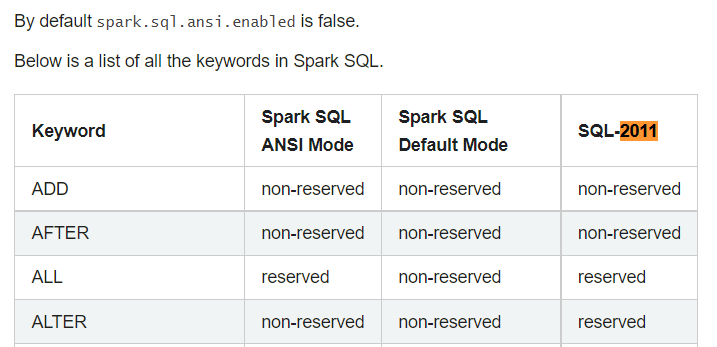 By default spark.sql.ansi.enabled is false.
Below is a list of all the keywords in Spark SQL.
Keyword Spark SQL ANSI Mode Spark SQL Default Mode SQL-2011
ADD non-reserved non-reserved non-reserved
AFTER non-reserved non-reserved non-reserved
ALL reserved non-reserved reserved
ALTER non-reserved non-reserved reserved